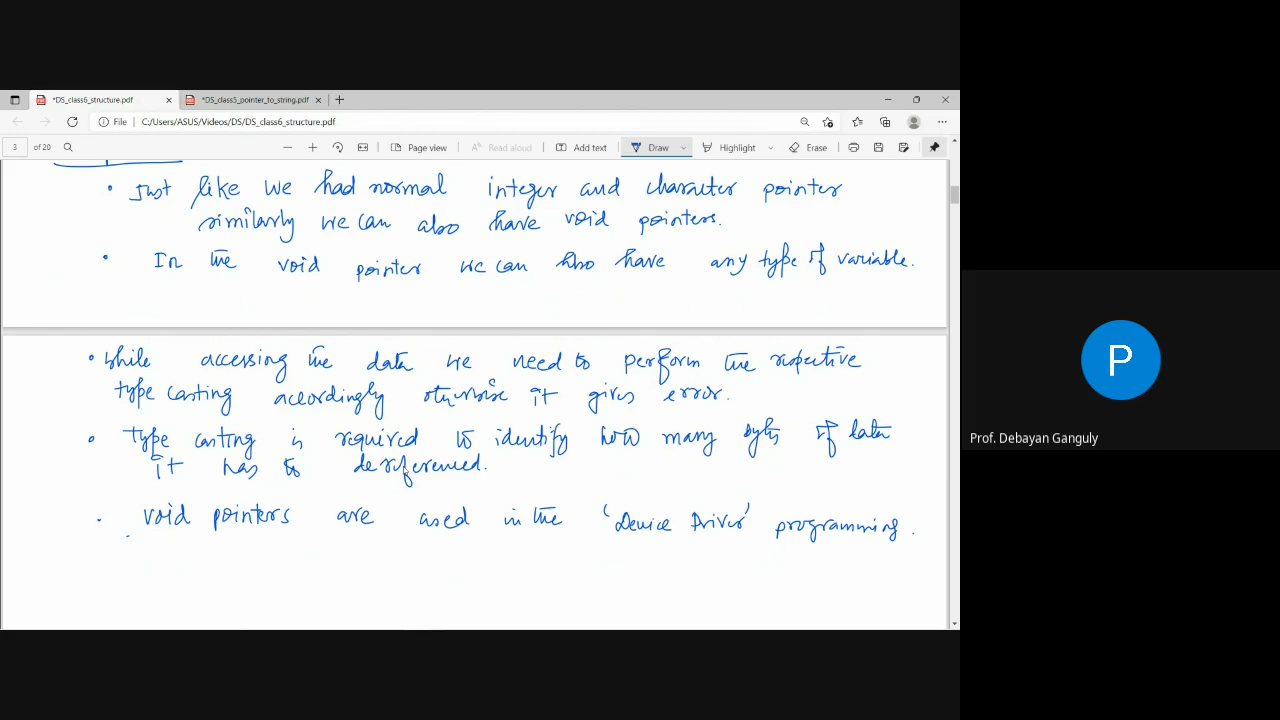 *DS_class6_structure.pdf
*DS_class5_pointer_to_string.pdf
File
C:/Users/ASUS/Videos/DS/DS_class6_structure.pdf
3 of 20
Page view
Read aloud
Add text
Draw
Highlight
Erase
• Just like we had normal integer and character pointer
similarly we can also have void pointers.
• In the void pointer we can also have any type of variable.
• While accessing the data we need to perform the respective
type casting accordingly otherwise it gives error.
• type casting is required to identify how many bytes of data
it has to dereferenced.
• void pointers are used in the 'Device Driver' programming.
P
Prof. Debayan Ganguly